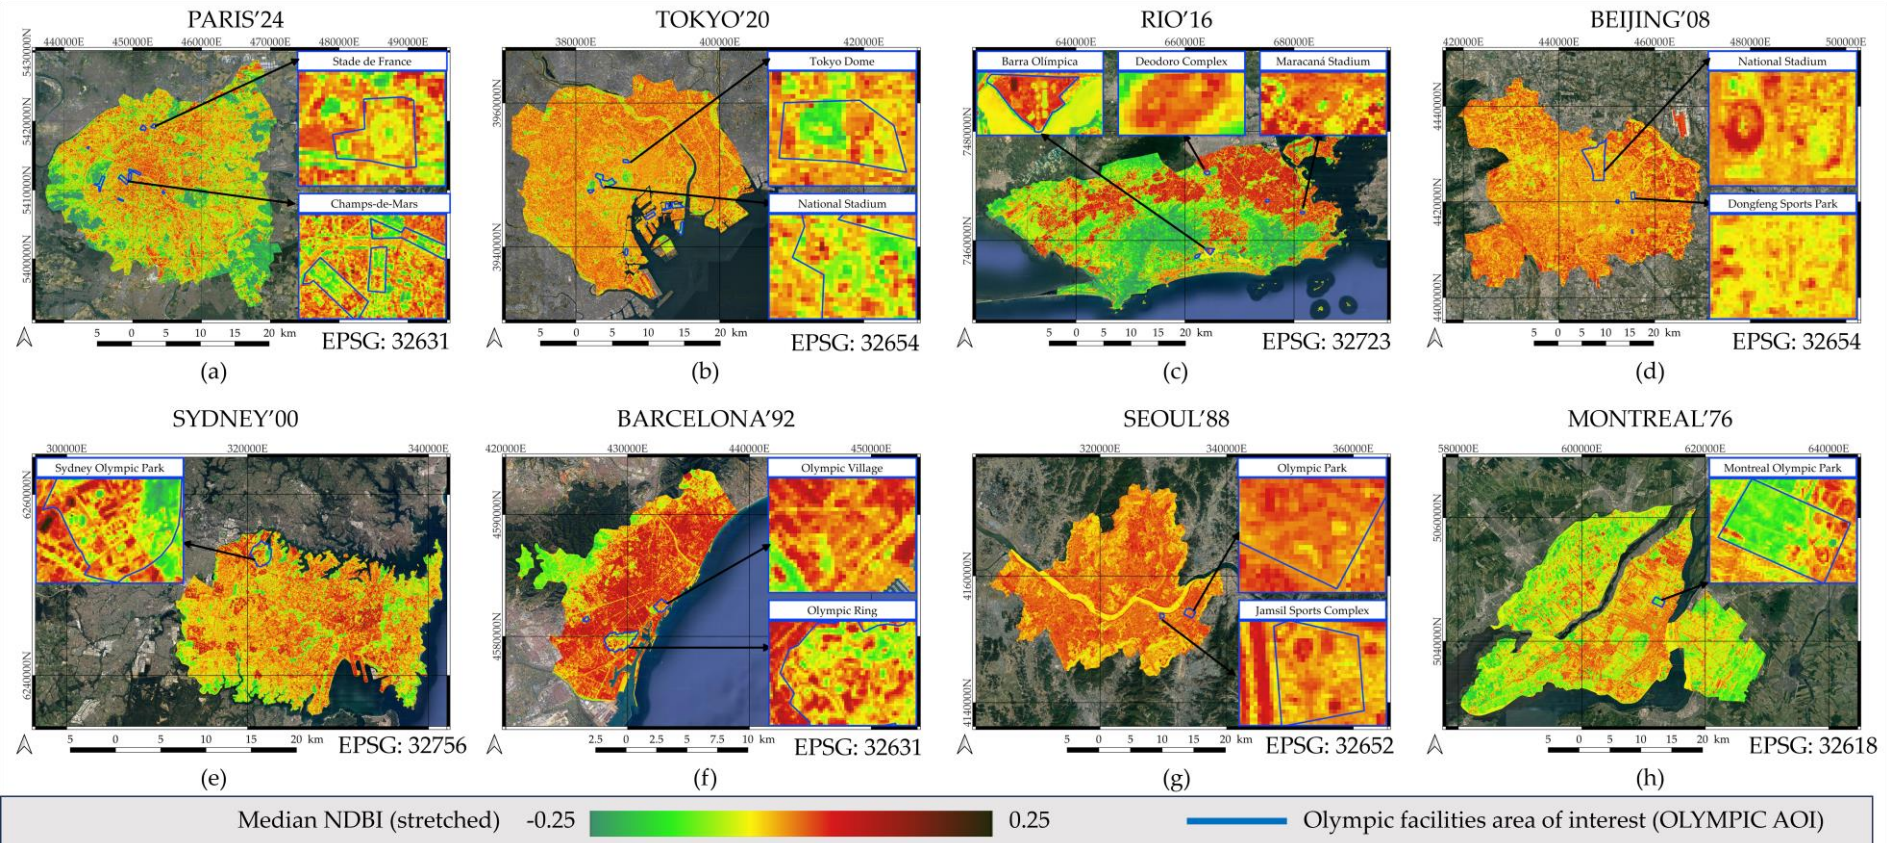 PARIS’24
440000E 450000E 460000E 470000E 480000E 490000E
5430000N
5420000N
5410000N
5400000N
Stade de France
Champs-de-Mars
5 0 5 10 15 20 km
EPSG: 32631
(a)
TOKYO’20
380000E 400000E 420000E
3960000N
3940000N
Tokyo Dome
National Stadium
5 0 5 10 15 20 km
EPSG: 32654
(b)
RIO’16
640000E 660000E 680000E
7480000N
7460000N
Barra Olímpica
Deodoro Complex
Maracaná Stadium
5 0 5 10 15 20 km
EPSG: 32723
(c)
BEIJING’08
420000E 440000E 460000E 480000E 500000E
4440000N
4420000N
4400000N
National Stadium
Dongfeng Sports Park
5 0 5 10 15 20 km
EPSG: 32654
(d)
SYDNEY’00
300000E 320000E 340000E
6260000N
6240000N
Sydney Olympic Park
5 0 5 10 15 20 km
EPSG: 32756
(e)
BARCELONA’92
420000E 430000E 440000E 450000E
4590000N
4580000N
Olympic Village
Olympic Ring
2.5 0 2.5 5 7.5 10 km
EPSG: 32631
(f)
SEOUL’88
320000E 340000E 360000E
4160000N
4140000N
Olympic Park
Jamsil Sports Complex
5 0 5 10 15 20 km
EPSG: 32652
(g)
MONTREAL’76
580000E 600000E 620000E 640000E
5060000N
5040000N
Montreal Olympic Park
5 0 5 10 15 20 km
EPSG: 32618
(h)
Median NDBI (stretched) -0.25 0.25 Olympic facilities area of interest (OLYMPIC AOI)